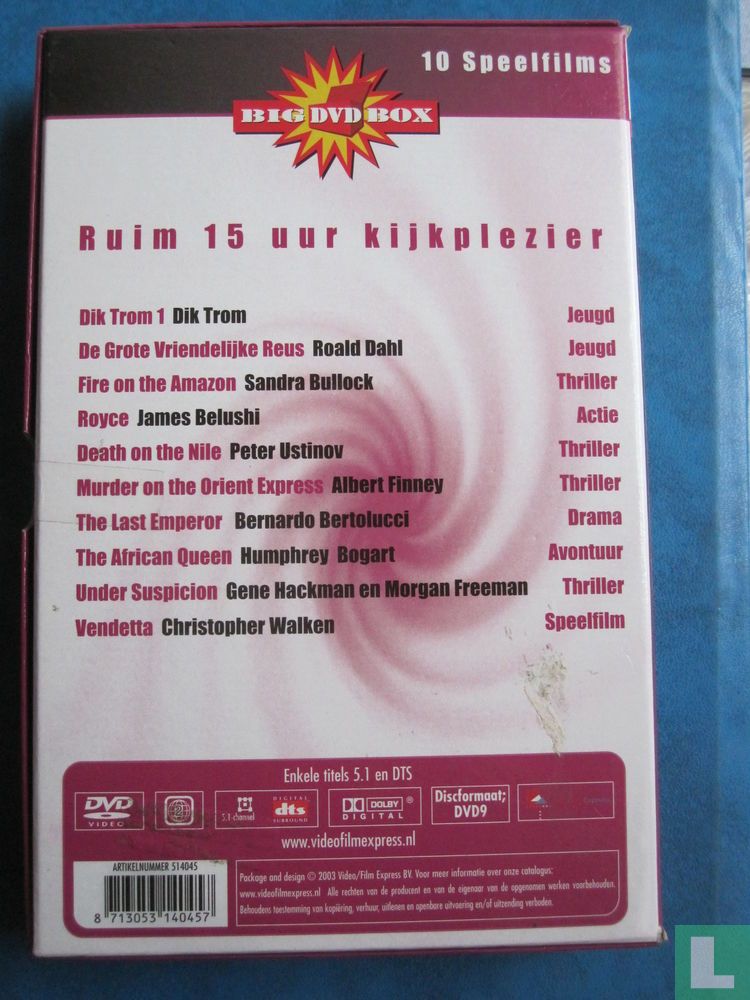 10 Speelfilms
BIG DVD BOX
Ruim 15 uur kijkplezier
Dik Trom 1 Dik Trom Jeugd
De Grote Vriendelijke Reus Roald Dahl Jeugd
Fire on the Amazon Sandra Bullock Thriller
Royce James Belushi Actie
Death on the Nile Peter Ustinov Thriller
Murder on the Orient Express Albert Finney Thriller
The Last Emperor Bernardo Bertolucci Drama
The African Queen Humphrey Bogart Avontuur
Under Suspicion Gene Hackman en Morgan Freeman Thriller
Vendetta Christopher Walken Speelfilm
Enkele titels 5.1 en DTS
DVD VIDEO
2
5.1-channel
DIGITAL dts SURROUND
DOLBY DIGITAL
®
Discformaat;
DVD9
www.videofilmexpress.nl
ARTIKELNUMMER 514045
8 713053 140457
Package and design © 2003 Video/Film Express BV. Voor meer informatie over onze catalogus:
www.videofilmexpress.nl Alle rechten van de producent en van de eigenaar van de opgenomen werken voorbehouden.
Behoudens toestemming van kopiëring, verhuur, uitlenen en openbare uitvoering en/of uitzending verboden.
L